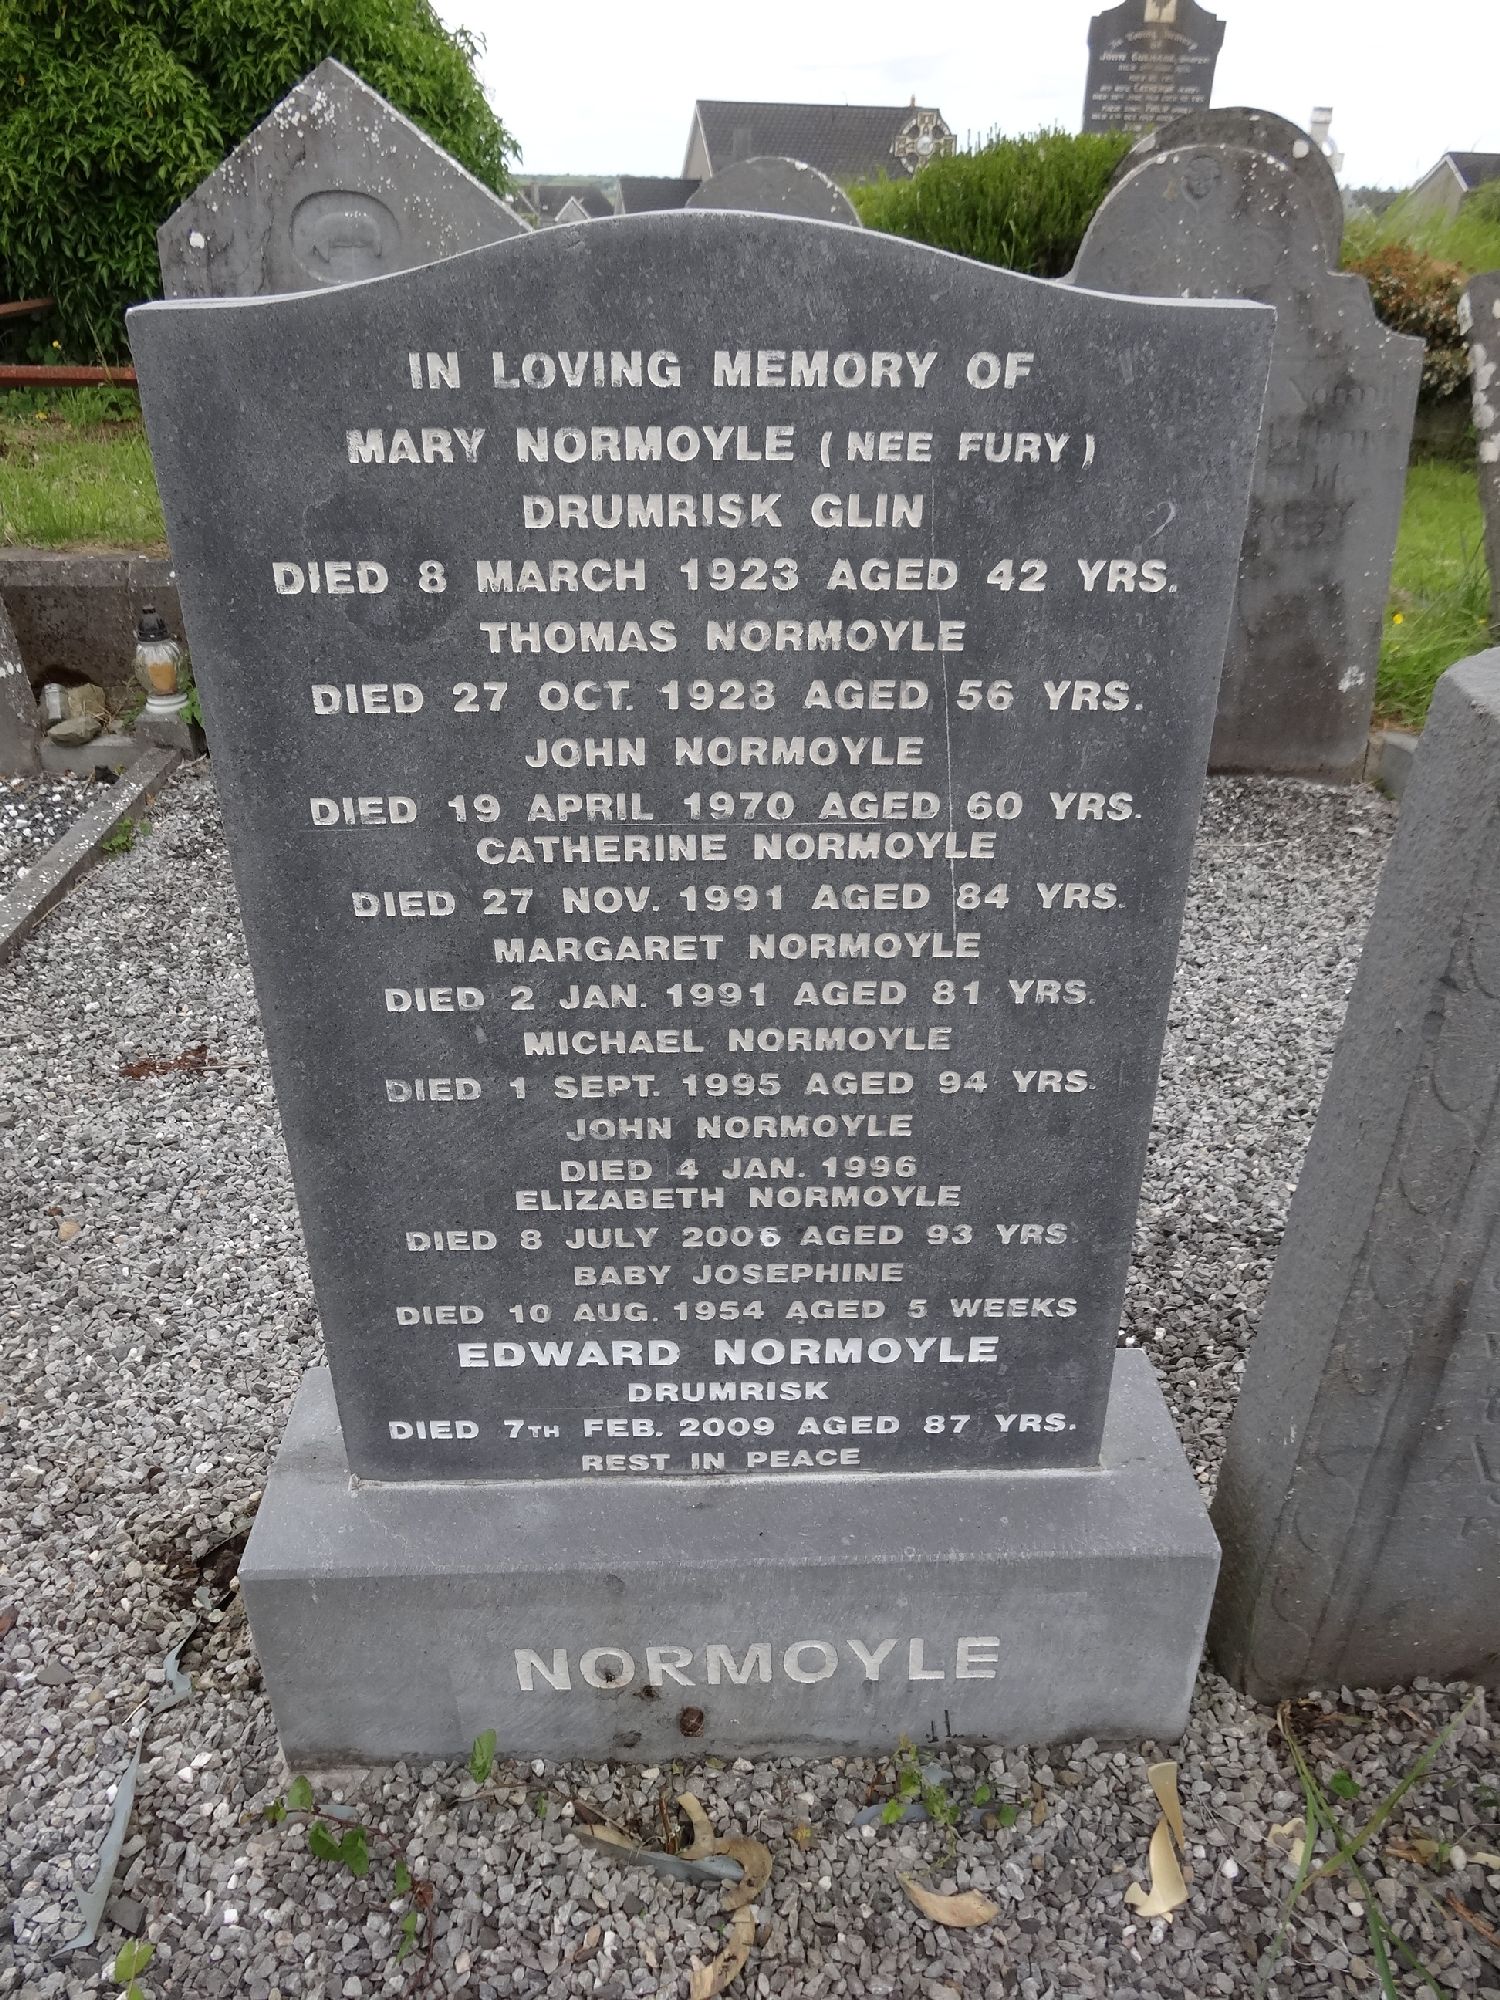 IN LOVING MEMORY OF
MARY NORMOYLE (NEE FURY)
DRUMRISK GLIN
DIED 8 MARCH 1923 AGED 42 YRS.
THOMAS NORMOYLE
DIED 27 OCT. 1928 AGED 56 YRS.
JOHN NORMOYLE
DIED 19 APRIL 1970 AGED 60 YRS.
CATHERINE NORMOYLE
DIED 27 NOV. 1991 AGED 84 YRS.
MARGARET NORMOYLE
DIED 2 JAN. 1991 AGED 81 YRS.
MICHAEL NORMOYLE
DIED 1 SEPT. 1995 AGED 94 YRS.
JOHN NORMOYLE
DIED 4 JAN. 1996
ELIZABETH NORMOYLE
DIED 8 JULY 2006 AGED 93 YRS
BABY JOSEPHINE
DIED 10 AUG. 1954 AGED 5 WEEKS
EDWARD NORMOYLE
DRUMRISK
DIED 7TH FEB. 2009 AGED 87 YRS.
REST IN PEACE
NORMOYLE
In Loving Memory